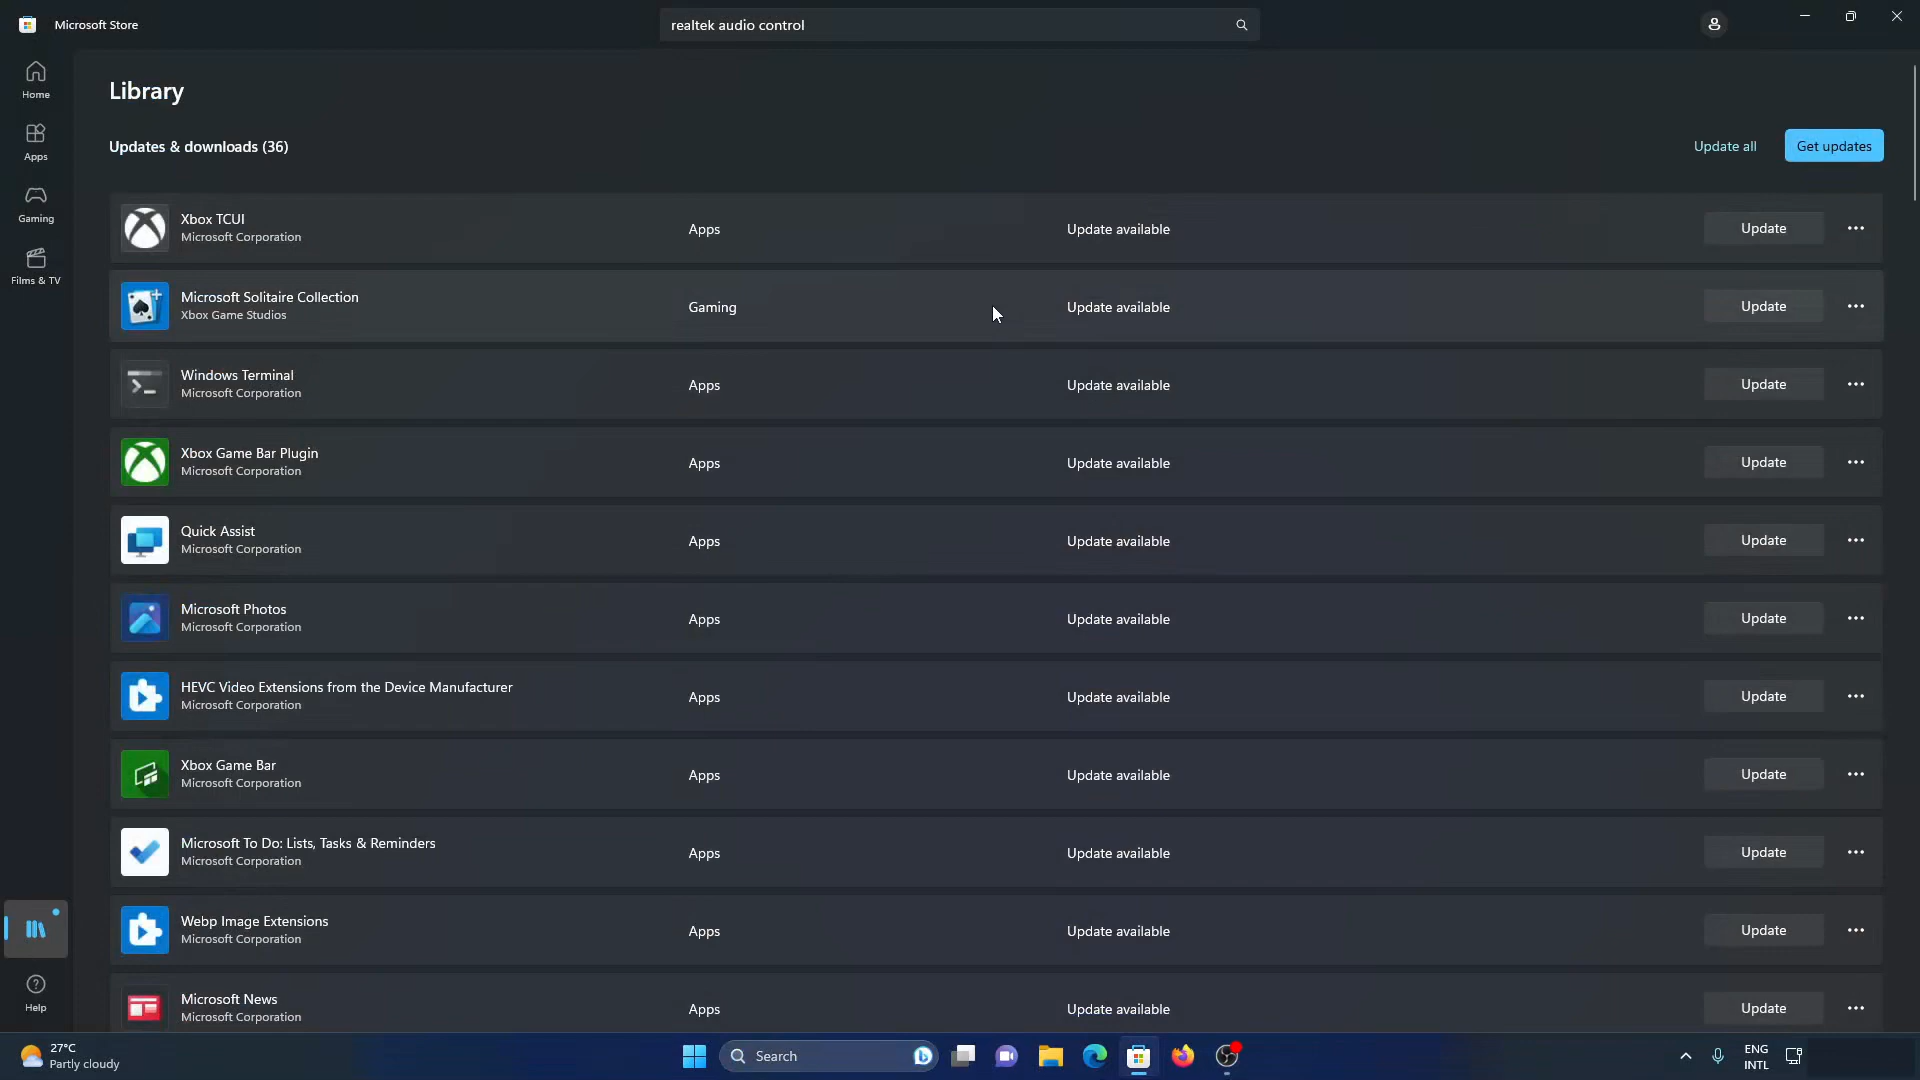 Microsoft Store
realtek audio control
Home
Apps
Gaming
Films & TV
Help
Library
Updates & downloads (36)
Update all
Get updates
Xbox TCUI
Microsoft Corporation
Apps
Update available
Update
Microsoft Solitaire Collection
Xbox Game Studios
Gaming
Update available
Update
Windows Terminal
Microsoft Corporation
Apps
Update available
Update
Xbox Game Bar Plugin
Microsoft Corporation
Apps
Update available
Update
Quick Assist
Microsoft Corporation
Apps
Update available
Update
Microsoft Photos
Microsoft Corporation
Apps
Update available
Update
HEVC Video Extensions from the Device Manufacturer
Microsoft Corporation
Apps
Update available
Update
Xbox Game Bar
Microsoft Corporation
Apps
Update available
Update
Microsoft To Do: Lists, Tasks & Reminders
Microsoft Corporation
Apps
Update available
Update
Webp Image Extensions
Microsoft Corporation
Apps
Update available
Update
Microsoft News
Microsoft Corporation
Apps
Update available
Update
27°C
Partly cloudy
Search
ENG
INTL